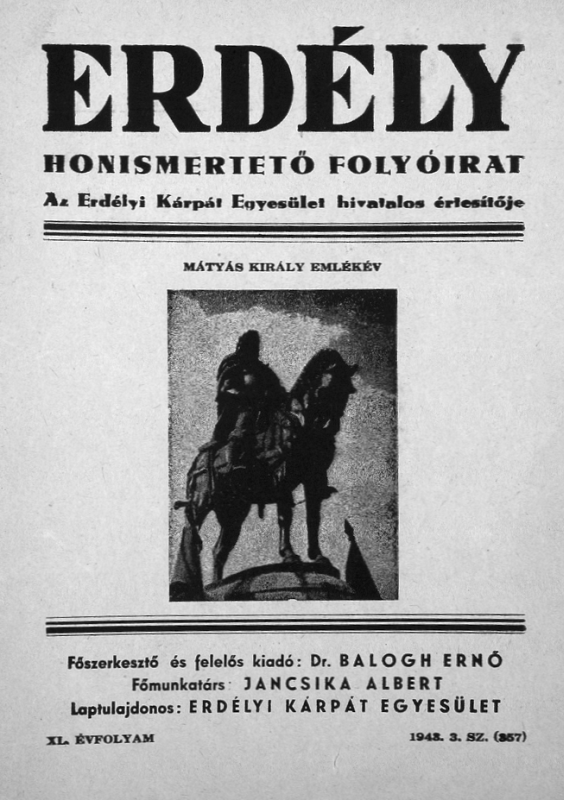 ERDÉLY
HONISMERTETŐ FOLYÓIRAT
Az Erdélyi Kárpát Egyesület hivatalos értesítője
MÁTYÁS KIRÁLY EMLÉKÉV
Főszerkesztő és felelős kiadó: Dr. BALOGH ERNŐ
Főmunkatárs: JANCSIKA ALBERT
Laptulajdonos: ERDÉLYI KÁRPÁT EGYESÜLET
XL. ÉVFOLYAM
1943. 3. SZ. (357)